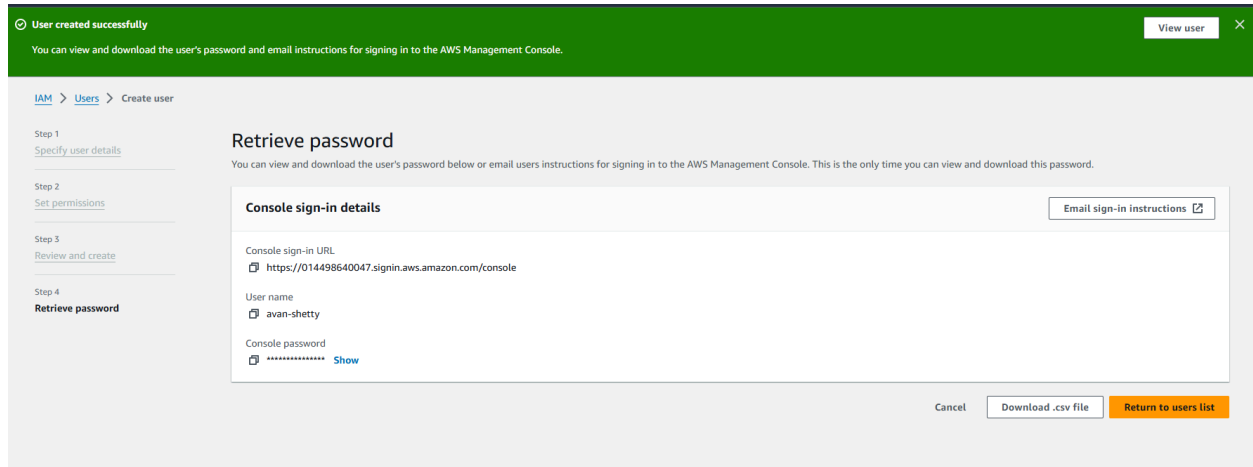 User created successfully
View user
You can view and download the user's password and email instructions for signing in to the AWS Management Console.
IAM > Users > Create user
Step 1
Specify user details
Step 2
Set permissions
Step 3
Review and create
Step 4
Retrieve password
Retrieve password
You can view and download the user's password below or email users instructions for signing in to the AWS Management Console. This is the only time you can view and download this password.
Console sign-in details
Email sign-in instructions
Console sign-in URL
https://014498640047.signin.aws.amazon.com/console
User name
avan-shetty
Console password
*************** Show
Cancel
Download .csv file
Return to users list